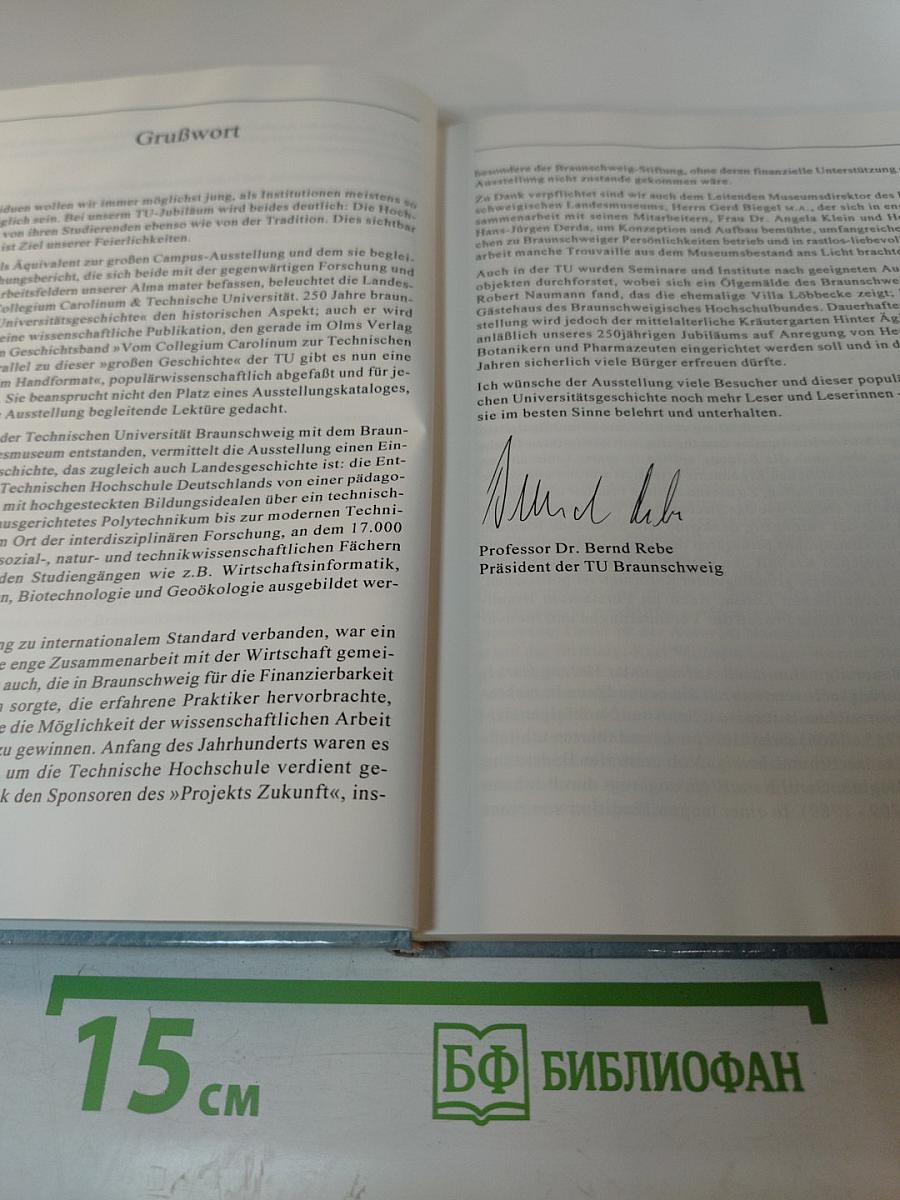 Grußwort
iduen wollen wir immer möglichst jung, als Institutionen meistens so
glich sein. Bei unserm TU-Jubiläum wird beides deutlich: Die Hoch-
von ihren Studierenden ebenso wie von der Tradition. Dies sichtbar
ist Ziel unserer Feierlichkeiten.
ls Äquivalent zur großen Campus-Ausstellung und dem sie beglei-
hungsbericht, die sich beide mit der gegenwärtigen Forschung und
rbeitsfeldern unserer Alma mater befassen, beleuchtet die Landes-
Collegium Carolinum & Technische Universität. 250 Jahre braun-
Universitätsgeschichte« den historischen Aspekt; auch er wird
eine wissenschaftliche Publikation, den gerade im Olms Verlag
n Geschichtsband »Vom Collegium Carolinum zur Technischen
rallel zu dieser »großen Geschichte« der TU gibt es nun eine
m Handformat«, populärwissenschaftlich abgefaßt und für je-
. Sie beansprucht nicht den Platz eines Ausstellungskataloges,
e Ausstellung begleitende Lektüre gedacht.
der Technischen Universität Braunschweig mit dem Braun-
esmuseum entstanden, vermittelt die Ausstellung einen Ein-
schichte, das zugleich auch Landesgeschichte ist: die Ent-
Technischen Hochschule Deutschlands von einer pädago-
mit hochgesteckten Bildungsidealen über ein technisch-
ausgerichtetes Polytechnikum bis zur modernen Techni-
m Ort der interdisziplinären Forschung, an dem 17.000
sozial-, natur- und technikwissenschaftlichen Fächern
den Studiengängen wie z.B. Wirtschaftsinformatik,
n, Biotechnologie und Geoökologie ausgebildet wer-
ng zu internationalem Standard verbanden, war ein
e enge Zusammenarbeit mit der Wirtschaft gemei-
auch, die in Braunschweig für die Finanzierbarkeit
n sorgte, die erfahrene Praktiker hervorbrachte,
e die Möglichkeit der wissenschaftlichen Arbeit
zu gewinnen. Anfang des Jahrhunderts waren es
um die Technische Hochschule verdient ge-
k den Sponsoren des »Projekts Zukunft«, ins-
besondere der Braunschweig-Stiftung, ohne deren finanzielle Unterstützung
Ausstellung nicht zustande gekommen wäre.
Zu Dank verpflichtet sind wir auch dem Leitenden Museumsdirektor des
schweigischen Landesmuseums, Herrn Gerd Biegel M.A., der sich in en
sammenarbeit mit seinen Mitarbeitern, Frau Dr. Angela Klein und He
Hans-Jürgen Derda, um Konzeption und Aufbau bemühte, umfangreiche
chen zu Braunschweiger Persönlichkeiten betrieb und in rastlos-liebevol
arbeit manche Trouvaille aus dem Museumsbestand ans Licht brachte
Auch in der TU wurden Seminare und Institute nach geeigneten Au
objekten durchforstet, wobei sich ein Ölgemälde des Braunschwe
Robert Naumann fand, das die ehemalige Villa Löbbecke zeigt;
Gästehaus des Braunschweigisches Hochschulbundes. Dauerhafte
stellung wird jedoch der mittelalterliche Kräutergarten Hinter Äg
anläßlich unseres 250jährigen Jubiläums auf Anregung von He
Botanikern und Pharmazeuten eingerichtet werden soll und in d
Jahren sicherlich viele Bürger erfreuen dürfte.
Ich wünsche der Ausstellung viele Besucher und dieser populä
chen Universitätsgeschichte noch mehr Leser und Leserinnen -
sie im besten Sinne belehrt und unterhalten.
Bernd Rebe
Professor Dr. Bernd Rebe
Präsident der TU Braunschweig
15 см
БФ БИБЛИОФАН